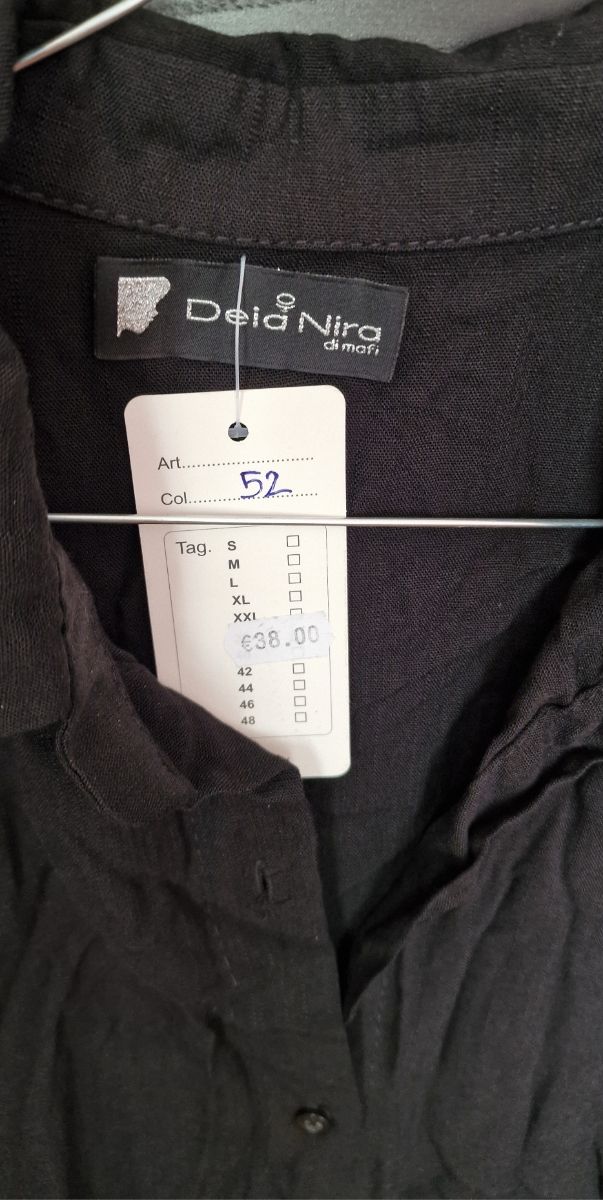 Deia Nira
di mafi
Art..............................
Col........52........
Tag. S
M
L
XL
XXL
€38.00
42
44
46
48